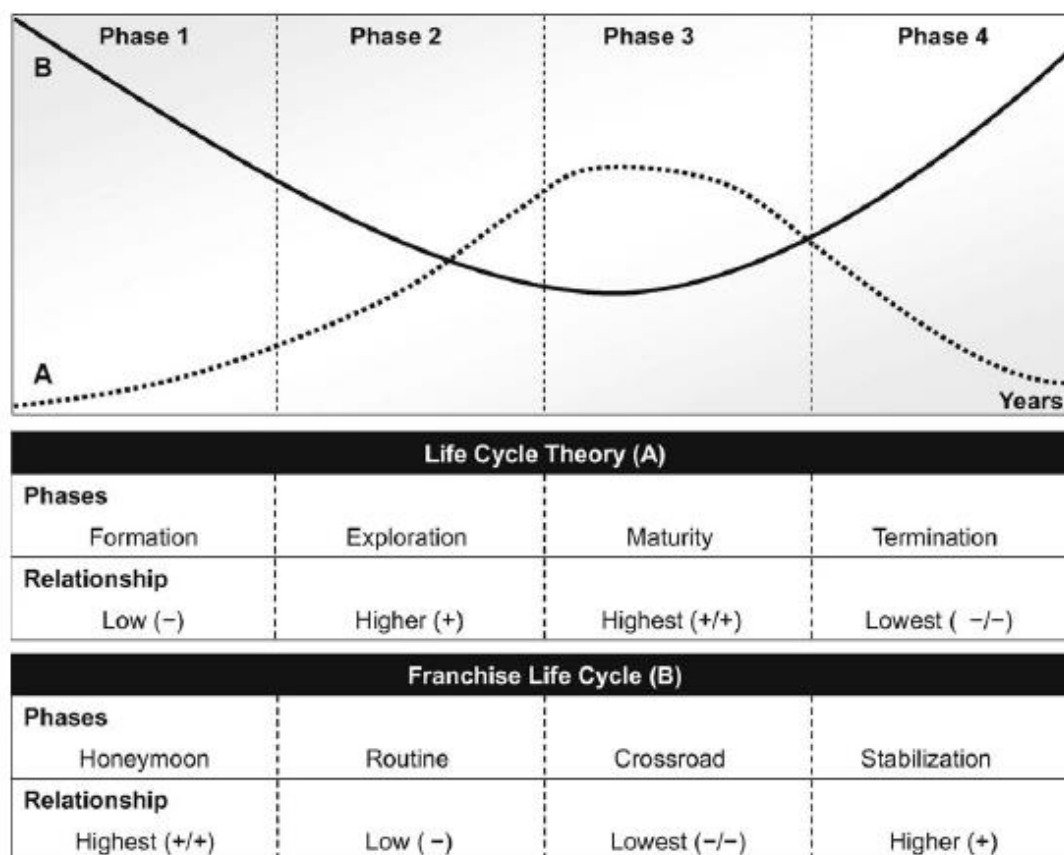 Phase 1 Phase 2 Phase 3 Phase 4
B
A
Years
Life Cycle Theory (A)
Phases
Formation Exploration Maturity Termination
Relationship
Low (−) Higher (+) Highest (+/+) Lowest ( −/−)
Franchise Life Cycle (B)
Phases
Honeymoon Routine Crossroad Stabilization
Relationship
Highest (+/+) Low ( −) Lowest (−/−) Higher (+)